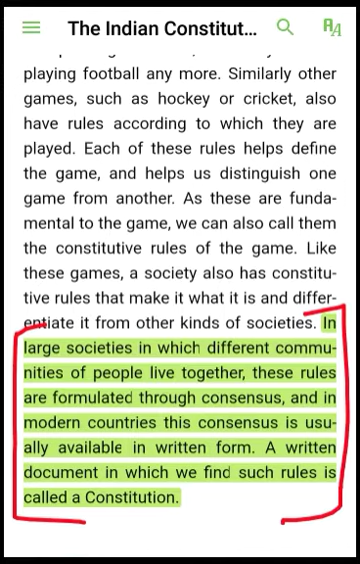 The Indian Constitut...
AA
playing football any more. Similarly other
games, such as hockey or cricket, also
have rules according to which they are
played. Each of these rules helps define
the game, and helps us distinguish one
game from another. As these are funda-
mental to the game, we can also call them
the constitutive rules of the game. Like
these games, a society also has constitu-
tive rules that make it what it is and differ-
entiate it from other kinds of societies. In
large societies in which different commu-
nities of people live together, these rules
are formulated through consensus, and in
modern countries this consensus is usu-
ally available in written form. A written
document in which we find such rules is
called a Constitution.